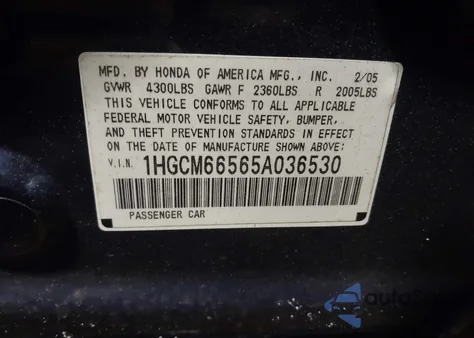 MFD. BY HONDA OF AMERICA MFG., INC. 2/05
GVWR 4300LBS GAWR F 2360LBS R 2005LBS
THIS VEHICLE CONFORMS TO ALL APPLICABLE
FEDERAL MOTOR VEHICLE SAFETY, BUMPER,
AND THEFT PREVENTION STANDARDS IN EFFECT
ON THE DATE OF MANUFACTURE SHOWN ABOVE:
V.I.N. 1HGCM66565A036530
PASSENGER CAR